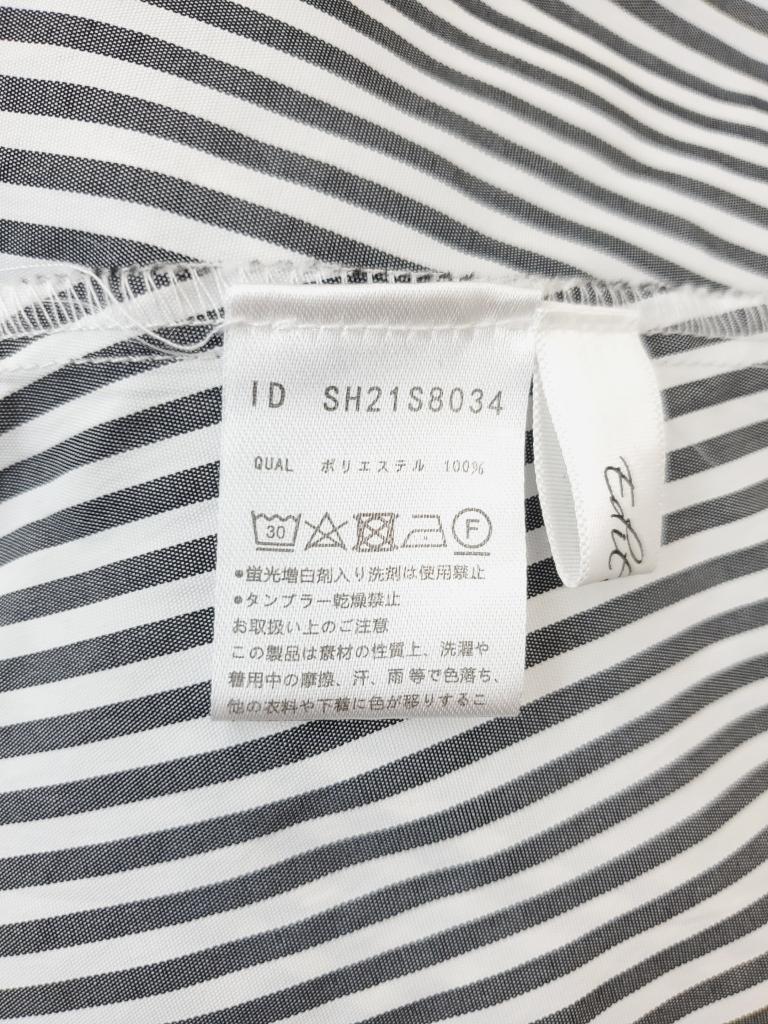 ID SH21S8034
QUAL ポリエステル 100%
30
F
•蛍光増白剤入り洗剤は使用禁止
•タンブラー乾燥禁止
お取扱い上のご注意
この製品は素材の性質上、洗濯や
着用中の摩擦、汗、雨等で色落ち、
他の衣料や下着に色が移りするこ